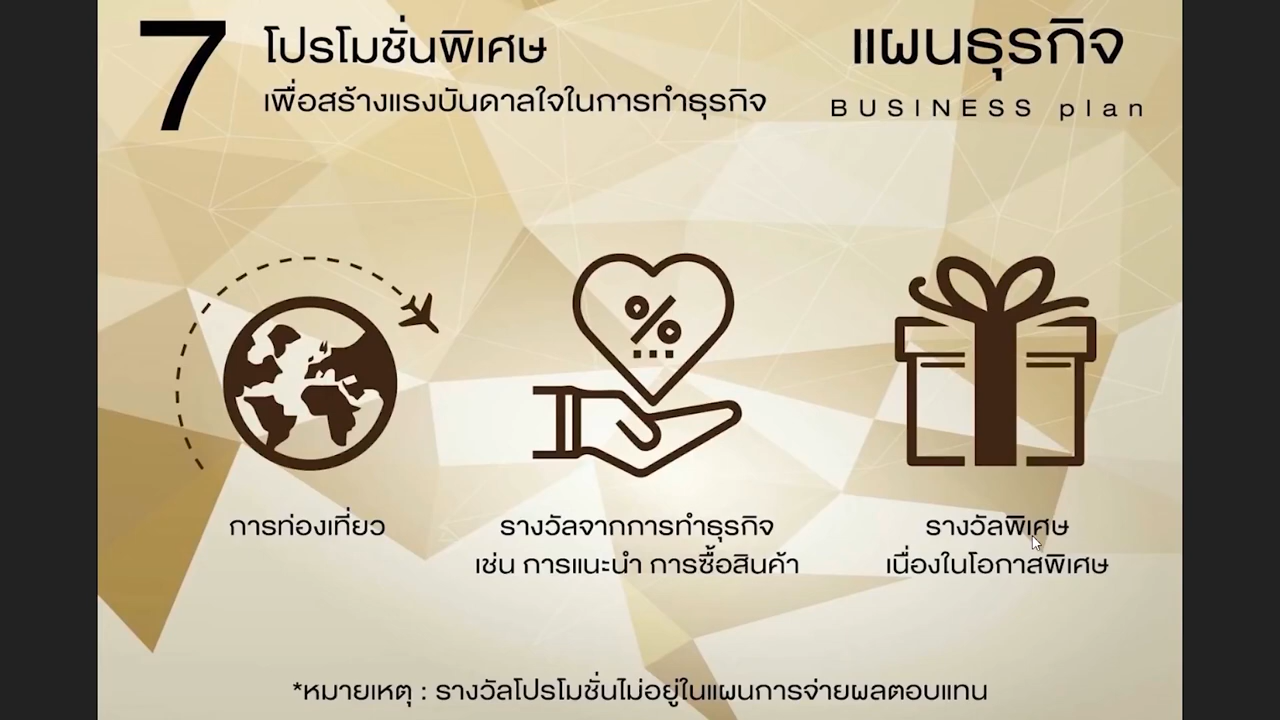 7
โปรโมชั่นพิเศษ
เพื่อสร้างแรงบันดาลใจในการทำธุรกิจ
แผนธุรกิจ
BUSINESS plan
%
การท่องเที่ยว
รางวัลจากการทำธุรกิจ
เช่น การแนะนำ การซื้อสินค้า
รางวัลพิเศษ
เนื่องในโอกาสพิเศษ
*หมายเหตุ : รางวัลโปรโมชั่นไม่อยู่ในแผนการจ่ายผลตอบแทน